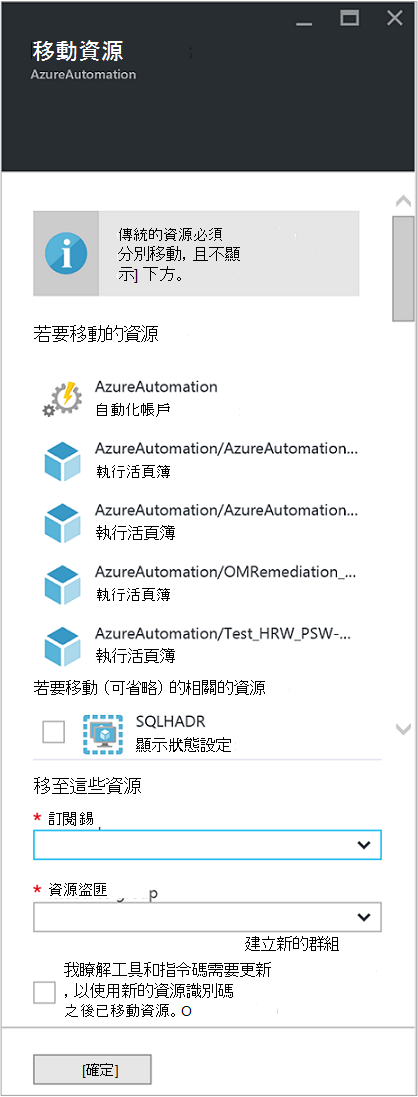 移動資源
AzureAutomation
傳統的資源必須
分別移動, 且不顯
示] 下方。
若要移動的資源
AzureAutomation
自動化帳戶
AzureAutomation/AzureAutomation...
執行活頁簿
AzureAutomation/AzureAutomation...
執行活頁簿
AzureAutomation/OMRemediation_...
執行活頁簿
AzureAutomation/Test_HRW_PSW-...
執行活頁簿
若要移動 (可省略) 的相關的資源
SQLHADR
顯示狀態設定
移至這些資源
* 訂閱錫
* 資源盜匪
建立新的群組
我瞭解工具和指令碼需要更新
, 以使用新的資源識別碼
之後已移動資源。O
[確定]